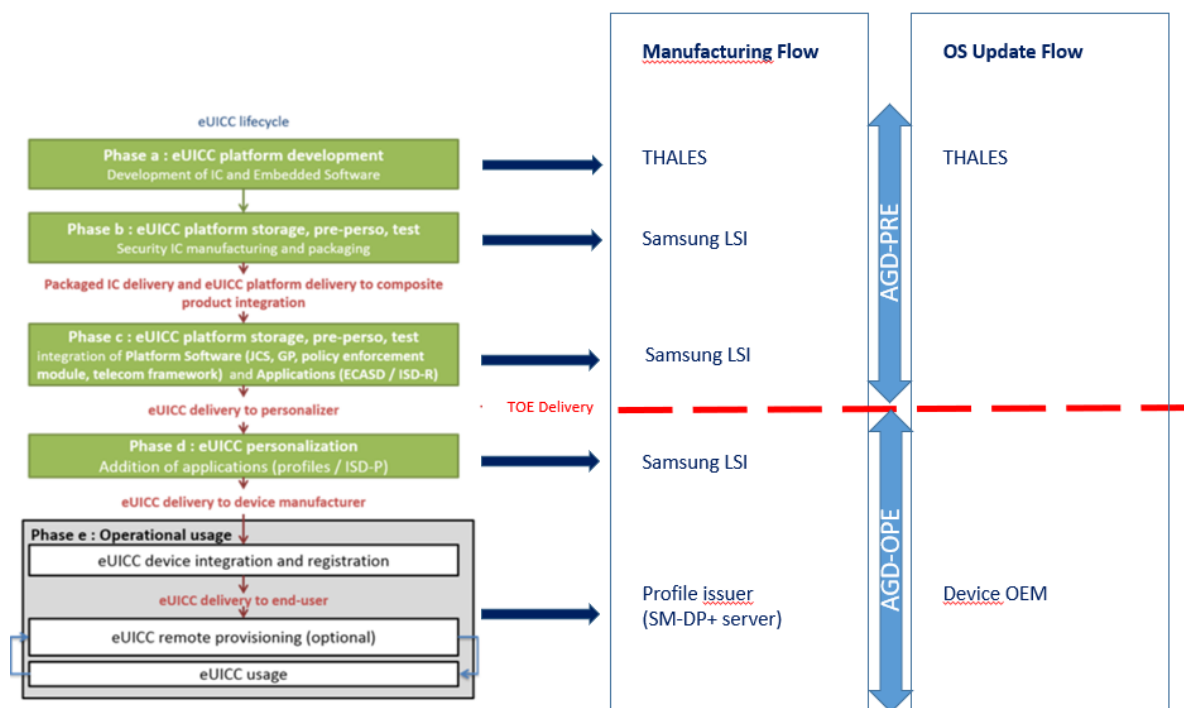 Manufacturing Flow
OS Update Flow
eUICC lifecycle
Phase a : eUICC platform development
Development of IC and Embedded Software
THALES
THALES
Phase b : eUICC platform storage, pre-perso, test
Security IC manufacturing and packaging
Samsung LSI
AGD-PRE
Packaged IC delivery and eUICC platform delivery to composite
product integration
Phase c : eUICC platform storage, pre-perso, test
integration of Platform Software (JCS, GP, policy enforcement
module, telecom framework) and Applications (ECASD / ISD-R)
Samsung LSI
eUICC delivery to personalizer
TOE Delivery
Phase d : eUICC personalization
Addition of applications (profiles / ISD-P)
Samsung LSI
eUICC delivery to device manufacturer
Phase e : Operational usage
eUICC device integration and registration
AGD-OPE
eUICC delivery to end-user
Profile issuer
(SM-DP+ server)
Device OEM
eUICC remote provisioning (optional)
eUICC usage